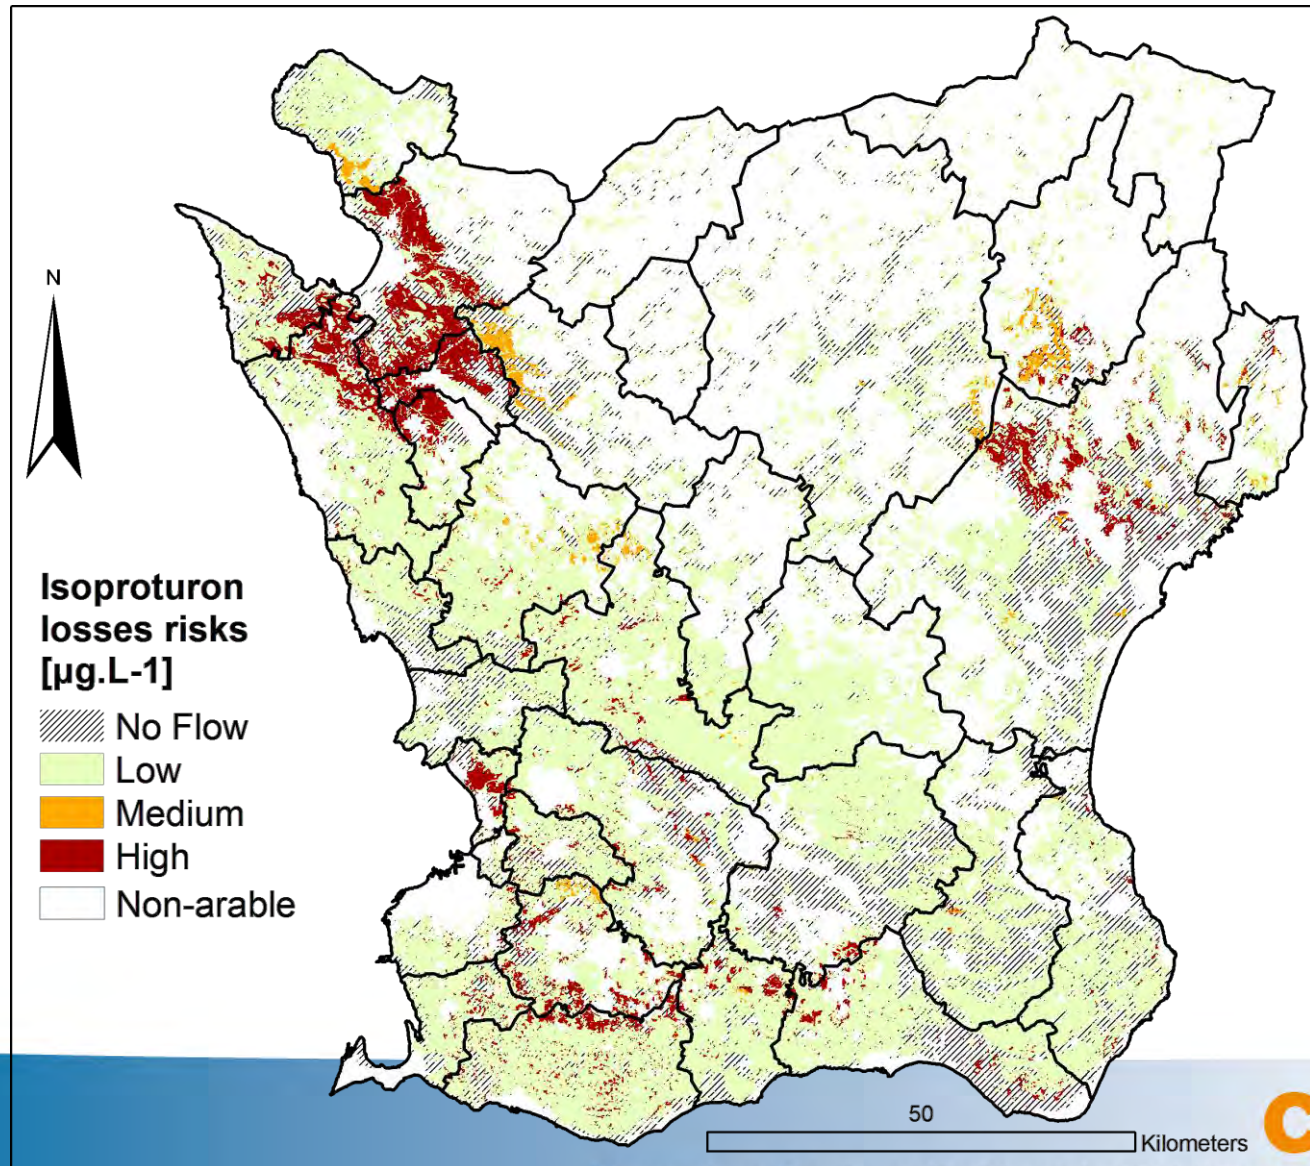 N
Isoproturon
losses risks
[µg.L-1]
No Flow
Low
Medium
High
Non-arable
50
Kilometers
C